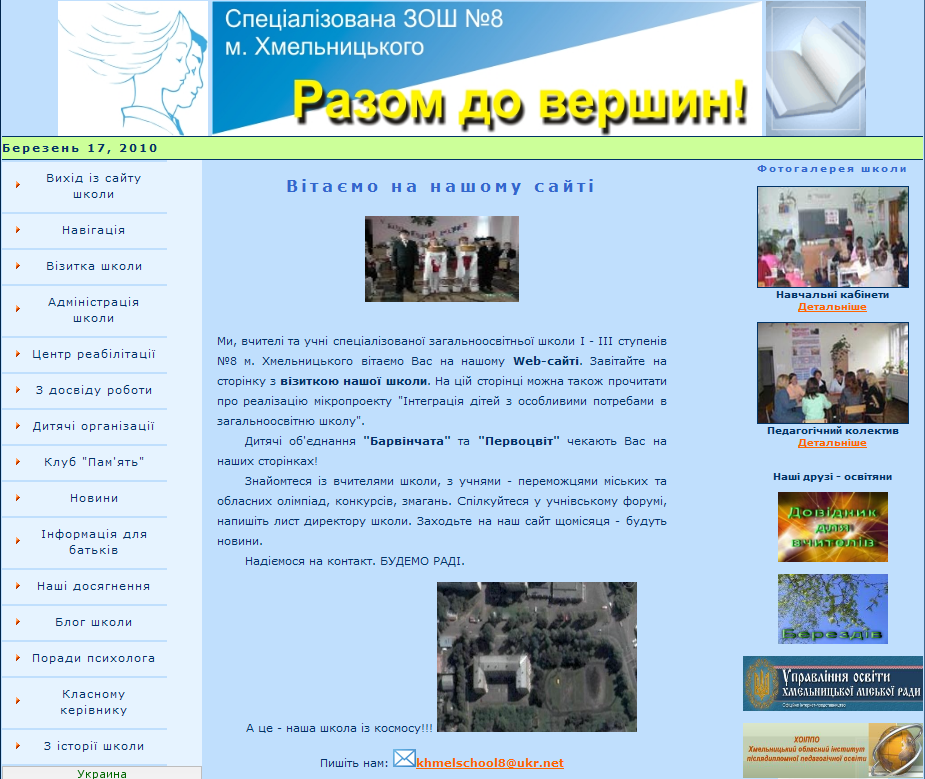 Спеціалізована ЗОШ №8
м. Хмельницького
Разом до вершин!
Березень 17, 2010
Вихід із сайту
школи
Навігація
Візитка школи
Адміністрація
школи
Центр реабілітації
З досвіду роботи
Дитячі організації
Клуб "Пам'ять"
Новини
Інформація для
батьків
Наші досягнення
Блог школи
Поради психолога
Класному
керівнику
З історії школи
Украина
Вітаємо на нашому сайті
Ми, вчителі та учні спеціалізованої загальноосвітньої школи І - ІІІ ступенів
№8 м. Хмельницького вітаємо Вас на нашому Web-сайті. Завітайте на
сторінку з візиткою нашої школи. На цій сторінці можна також прочитати
про реалізацію мікропроекту "Інтеграція дітей з особливими потребами в
загальноосвітню школу".
Дитячі об'єднання "Барвінчата" та "Первоцвіт" чекають Вас на
наших сторінках!
Знайомтеся із вчителями школи, з учнями - переможцями міських та
обласних олімпіад, конкурсів, змагань. Спілкуйтеся у учнівському форумі,
напишіть лист директору школи. Заходьте на наш сайт щомісяця - будуть
новини.
Надіємося на контакт. БУДЕМО РАДІ.
А це - наша школа із космосу!!!
Пишіть нам: khmelschool8@ukr.net
Фотогалерея школи
Навчальні кабінети
Детальніше
Педагогічний колектив
Детальніше
Наші друзі - освітяни
Довідник
для
вчителів
Берездів
Управління освіти
Хмельницької міської ради
ХОІППО
Хмельницький обласний інститут
післядипломної педагогічної освіти